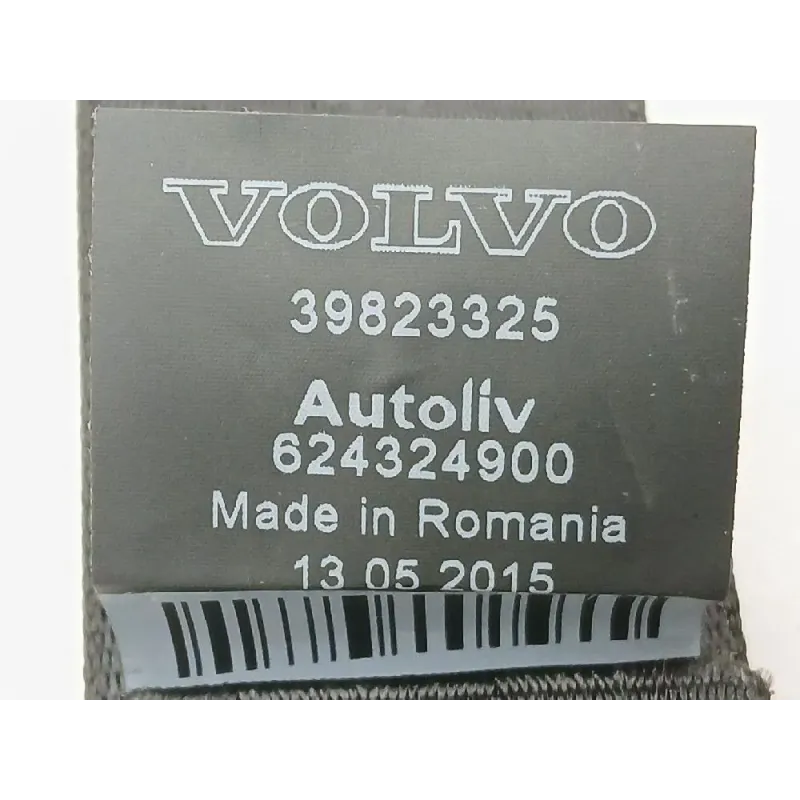 VOLVO
39823325
Autoliv
624324900
Made in Romania
13 05 2015